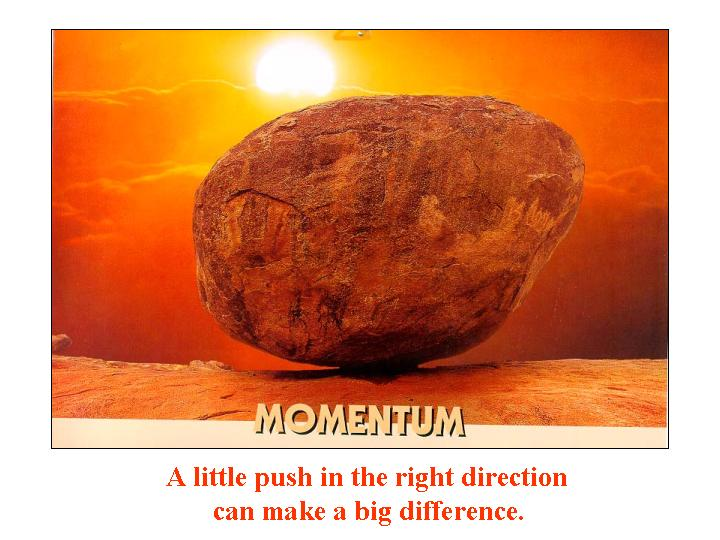 MOMENTUM
A little push in the right direction
can make a big difference.